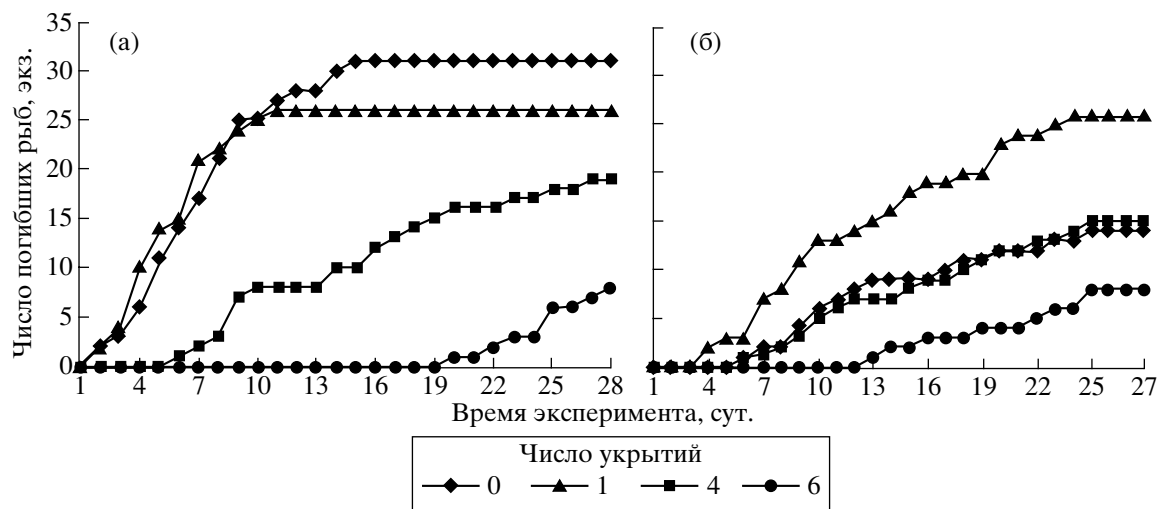 Число погибших рыб, экз.
35
30
25
20
15
10
5
0
(а)
(б)
1 4 7 10 13 16 19 22 25 28
1 4 7 10 13 16 19 22 25 27
Время эксперимента, сут.
Число укрытий
0 1 4 6